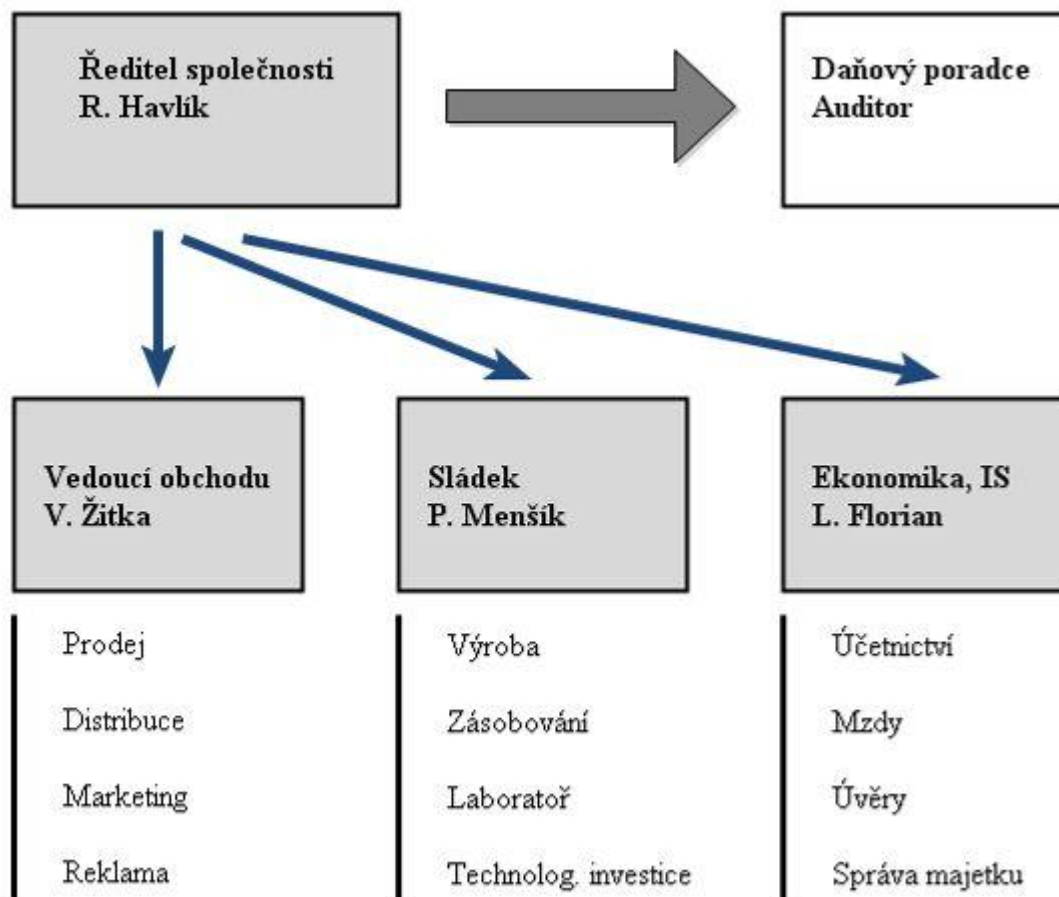 Ředitel společnosti
R. Havlík
Daňový poradce
Auditor
Vedoucí obchodu
V. Žitka
Sládek
P. Menšík
Ekonomika, IS
L. Florian
Prodej
Distribuce
Marketing
Reklama
Výroba
Zásobování
Laboratoř
Technolog. investice
Účetnictví
Mzdy
Úvěry
Správa majetku